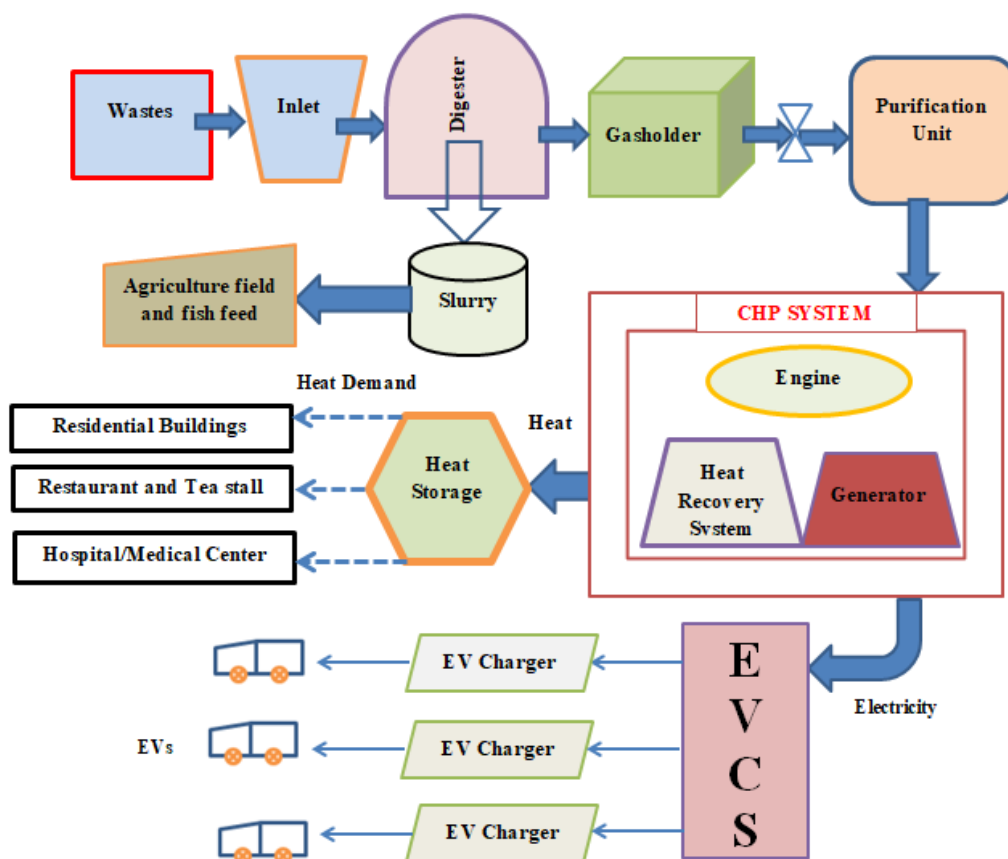 Wastes
Inlet
Digester
Gasholder
Purification
Unit
Agriculture field
and fish feed
Slurry
CHP SYSTEM
Engine
Heat
Recovery
System
Generator
Heat Demand
Heat
Heat
Storage
Residential Buildings
Restaurant and Tea stall
Hospital/Medical Center
E
V
C
S
Electricity
EV Charger
EVs
EV Charger
EV Charger